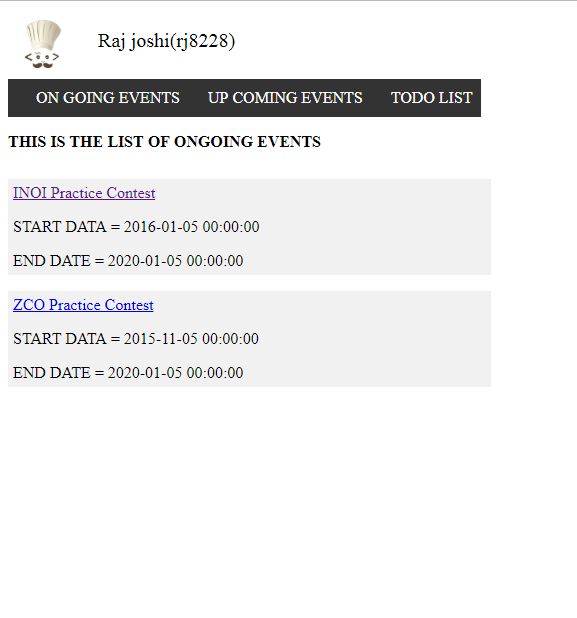 Raj joshi(rj8228)
ON GOING EVENTS UP COMING EVENTS TODO LIST
THIS IS THE LIST OF ONGOING EVENTS
INOI Practice Contest
START DATA = 2016-01-05 00:00:00
END DATE = 2020-01-05 00:00:00
ZCO Practice Contest
START DATA = 2015-11-05 00:00:00
END DATE = 2020-01-05 00:00:00